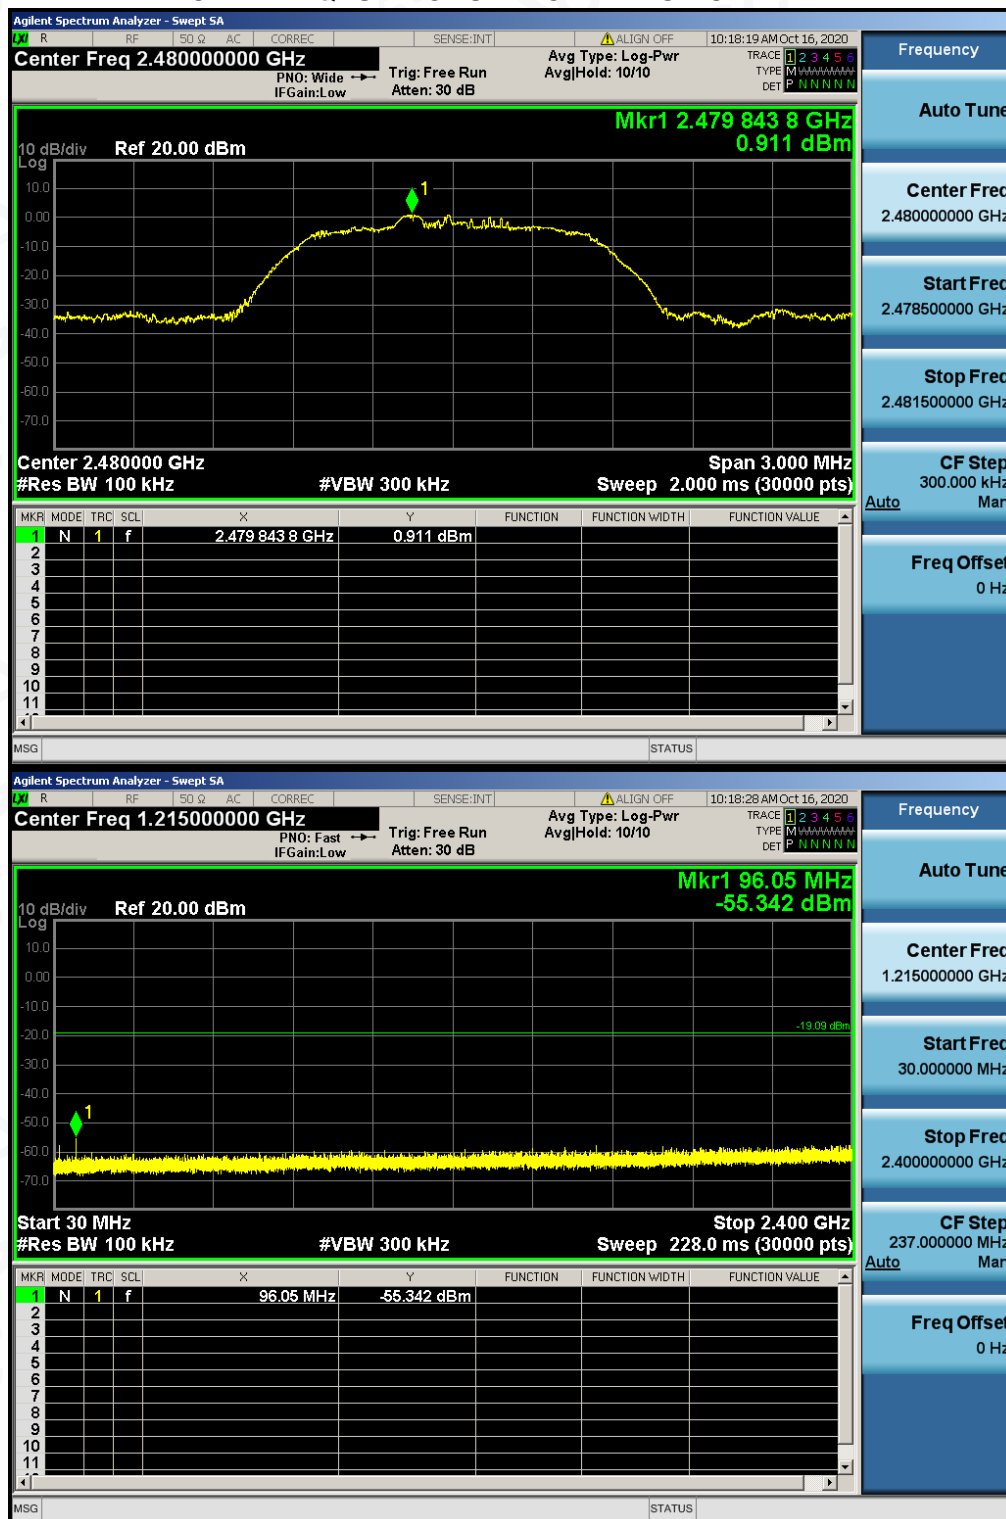 Agilent Spectrum Analyzer - Swept SA
LXI R RF 50 Ω AC CORREC SENSE:INT ALIGN OFF 10:18:19 AM Oct 16, 2020
Center Freq 2.480000000 GHz
PNO: Wide
IFGain:Low
Trig: Free Run
Atten: 30 dB
Avg Type: Log-Pwr
Avg|Hold: 10/10
TRACE 1 2 3 4 5 6
TYPE M
DET P N N N N N
Mkr1 2.479 843 8 GHz
0.911 dBm
10 dB/div Ref 20.00 dBm
Log
10.0
0.00
-10.0
-20.0
-30.0
-40.0
-50.0
-60.0
-70.0
1
Center 2.480000 GHz Span 3.000 MHz
#Res BW 100 kHz #VBW 300 kHz Sweep 2.000 ms (30000 pts)
MKR MODE TRC SCL X Y FUNCTION FUNCTION WIDTH FUNCTION VALUE
1 N 1 f 2.479 843 8 GHz 0.911 dBm
2
3
4
5
6
7
8
9
10
11
MSG STATUS
Frequency
Auto Tune
Center Freq
2.480000000 GHz
Start Freq
2.478500000 GHz
Stop Freq
2.481500000 GHz
CF Step
300.000 kHz
Auto Man
Freq Offset
0 Hz
Agilent Spectrum Analyzer - Swept SA
LXI R RF 50 Ω AC CORREC SENSE:INT ALIGN OFF 10:18:28 AM Oct 16, 2020
Center Freq 1.215000000 GHz
PNO: Fast
IFGain:Low
Trig: Free Run
Atten: 30 dB
Avg Type: Log-Pwr
Avg|Hold: 10/10
TRACE 1 2 3 4 5 6
TYPE M
DET P N N N N N
Mkr1 96.05 MHz
-55.342 dBm
10 dB/div Ref 20.00 dBm
Log
10.0
0.00
-10.0
-20.0
-30.0
-40.0
-50.0
-60.0
-70.0
-19.09 dBm
1
Start 30 MHz Stop 2.400 GHz
#Res BW 100 kHz #VBW 300 kHz Sweep 228.0 ms (30000 pts)
MKR MODE TRC SCL X Y FUNCTION FUNCTION WIDTH FUNCTION VALUE
1 N 1 f 96.05 MHz -55.342 dBm
2
3
4
5
6
7
8
9
10
11
MSG STATUS
Frequency
Auto Tune
Center Freq
1.215000000 GHz
Start Freq
30.000000 MHz
Stop Freq
2.400000000 GHz
CF Step
237.000000 MHz
Auto Man
Freq Offset
0 Hz